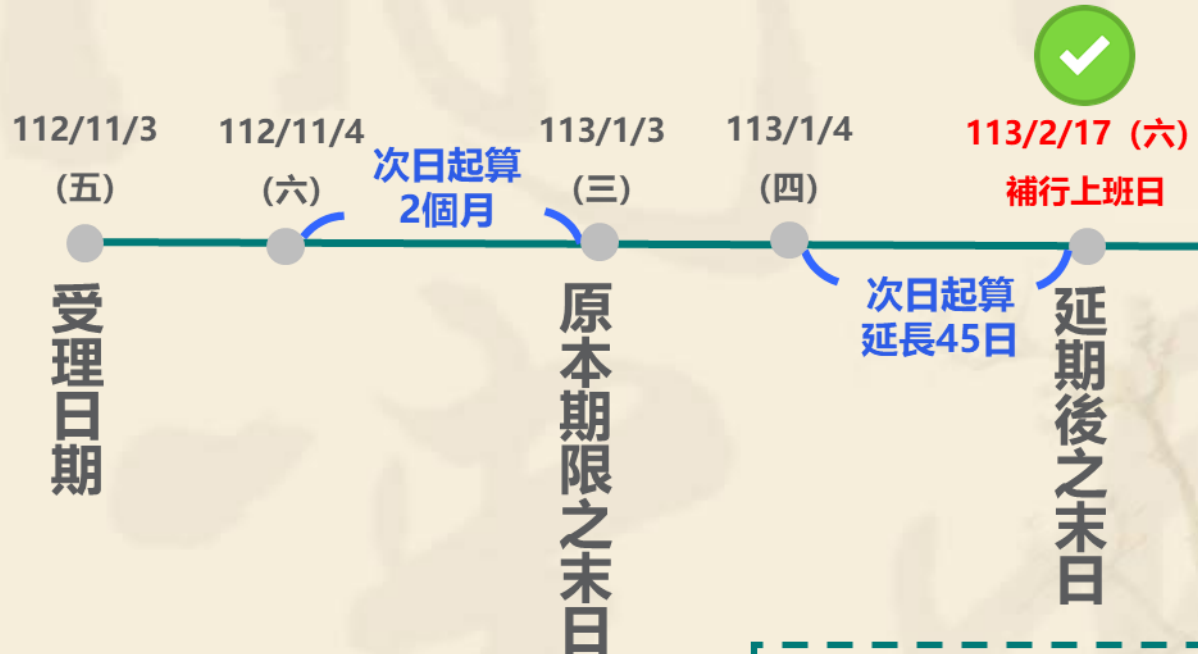 112/11/3
(五)
受理日期
112/11/4
(六)
次日起算
2個月
113/1/3
(三)
原本期限之末日
113/1/4
(四)
次日起算
延長45日
113/2/17（六）
補行上班日
延期後之末日